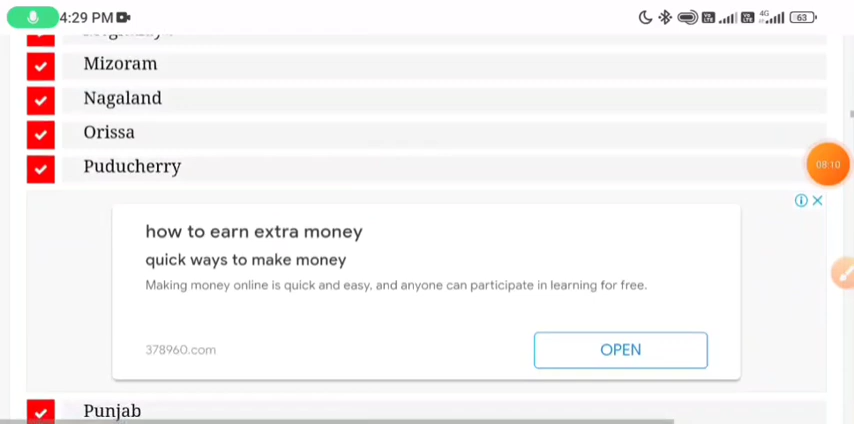 4:29 PM
4G
63
Mizoram
Nagaland
Orissa
Puducherry
08:10
how to earn extra money
quick ways to make money
Making money online is quick and easy, and anyone can participate in learning for free.
378960.com
OPEN
Punjab